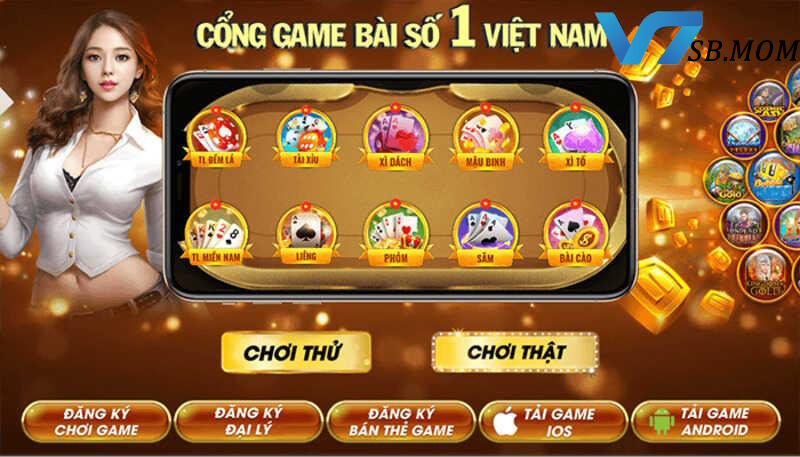 CỔNG GAME BÀI SỐ 1 VIỆT NAM
SB.MOM
TL ĐẾM LÁ
TÀI XỈU
XÌ DÁCH
MẬU BINH
XÌ TỐ
TL MIỀN NAM
LIÊNG
PHỎM
SÂM
BÀI CÀO
CHƠI THỬ
CHƠI THẬT
ĐĂNG KÝ
CHƠI GAME
ĐĂNG KÝ
ĐẠI LÝ
ĐĂNG KÝ
BÁN THẺ GAME
TẢI GAME
IOS
TẢI GAME
ANDROID